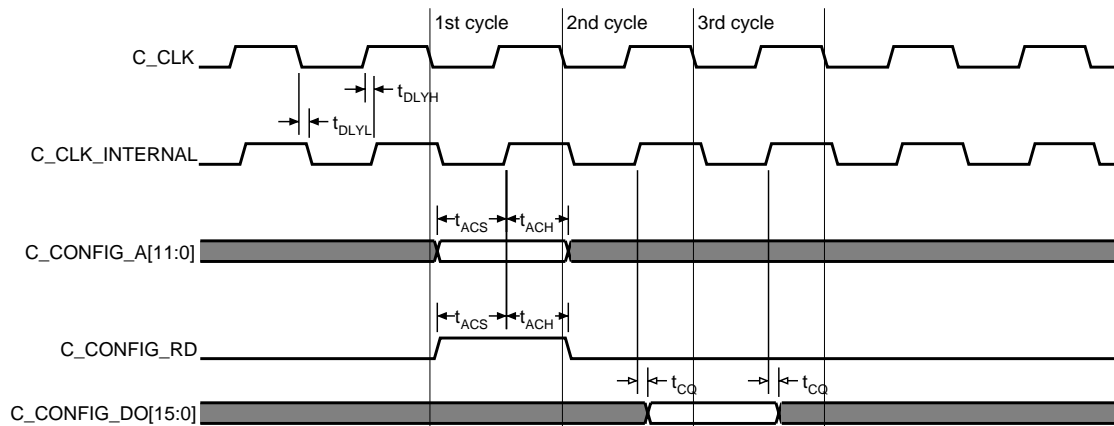 1st cycle 2nd cycle 3rd cycle
C_CLK
tDLYH
tDLYL
C_CLK_INTERNAL
tACS tACH
C_CONFIG_A[11:0]
tACS tACH
C_CONFIG_RD
tCQ tCQ
C_CONFIG_DO[15:0]